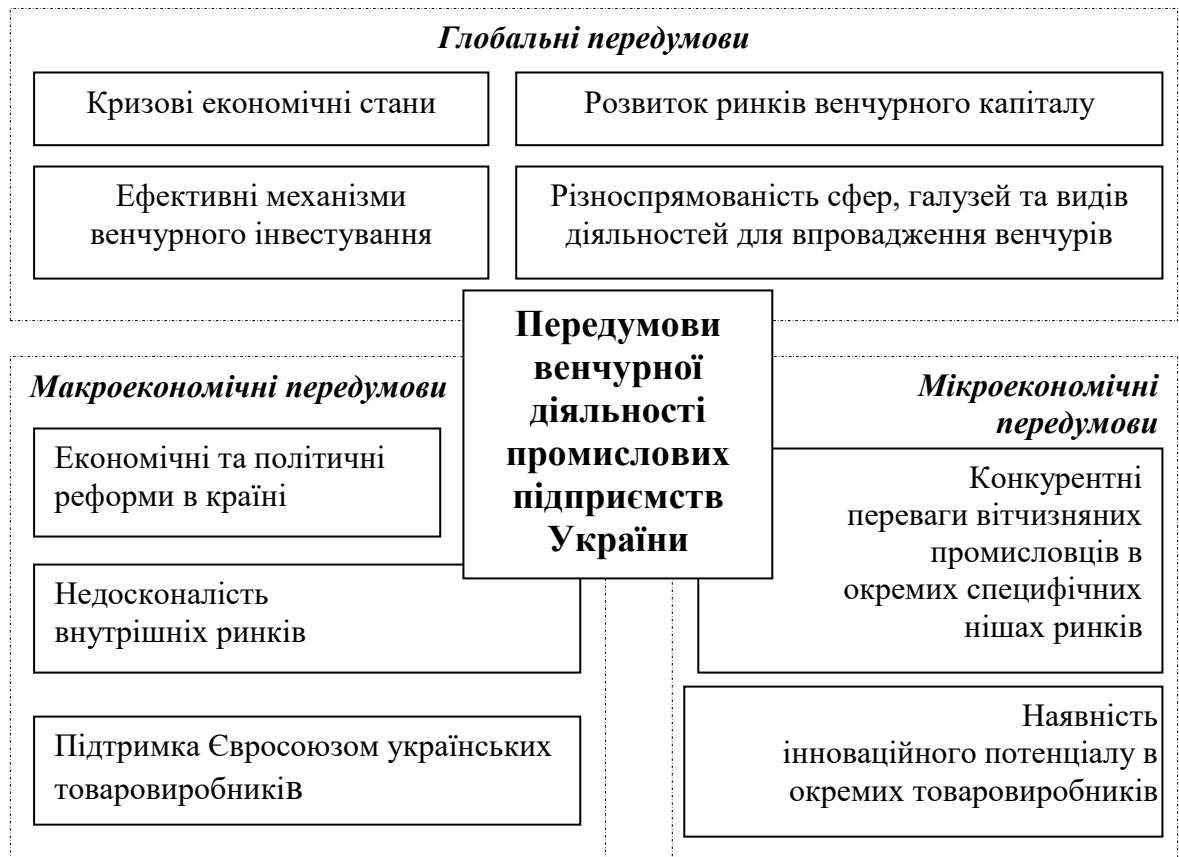 Глобальні передумови
Кризові економічні стани
Розвиток ринків венчурного капіталу
Ефективні механізми
венчурного інвестування
Різноспрямованість сфер, галузей та видів
діяльностей для впровадження венчурів
Передумови
венчурної
діяльності
промислових
підприємств
України
Макроекономічні передумови
Економічні та політичні
реформи в країні
Недосконалість
внутрішніх ринків
Підтримка Євросоюзом українських
товаровиробників
Мікроекономічні
передумови
Конкурентні
переваги вітчизняних
промисловців в
окремих специфічних
нішах ринків
Наявність
інноваційного потенціалу в
окремих товаровиробників